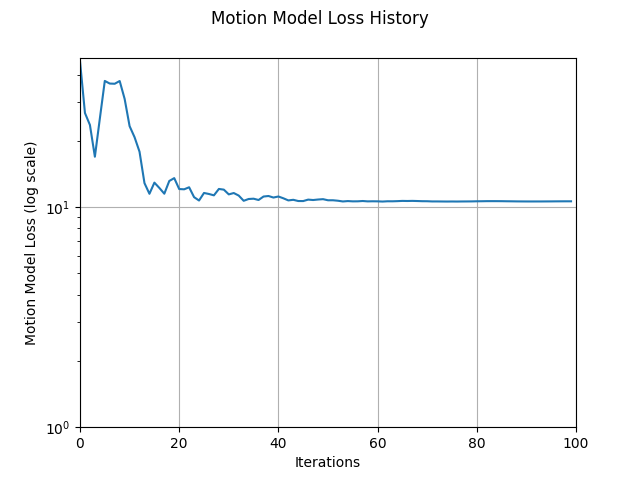 Motion Model Loss History
Motion Model Loss (log scale)
10¹
10⁰
0 20 40 60 80 100
Iterations